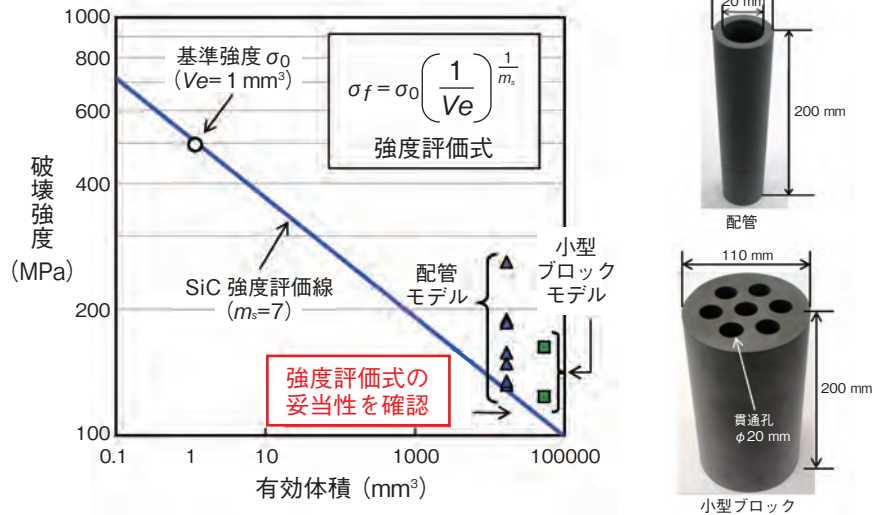 1000
800
600
400
200
100
破壊強度
(MPa)
0.1
1
10
1000
100000
有効体積（mm³）
基準強度 σ₀
（Ve= 1 mm³）
σf = σ₀(1/Ve)^(1/ms)
強度評価式
SiC 強度評価線
（ms=7）
配管
モデル
小型
ブロック
モデル
強度評価式の
妥当性を確認
20 mm
200 mm
配管
110 mm
200 mm
貫通孔
φ20 mm
小型ブロック